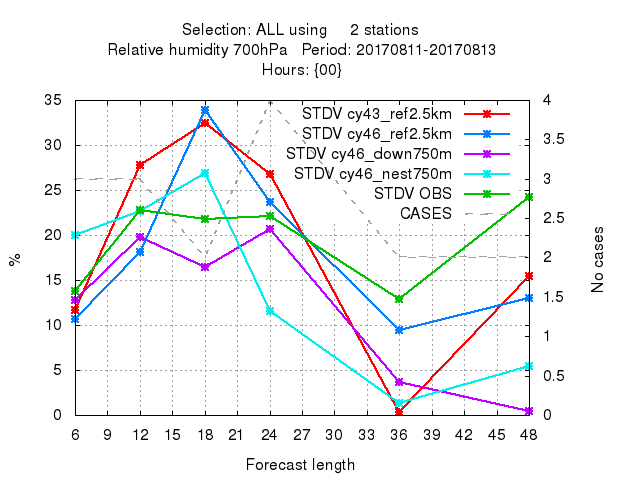 Selection: ALL using     2 stations
Relative humidity 700hPa   Period: 20170811-20170813
Hours: {00}
STDV cy43_ref2.5km
STDV cy46_ref2.5km
STDV cy46_down750m
STDV cy46_nest750m
STDV OBS
CASES
35
30
25
20
15
10
5
0
%
4
3.5
3
2.5
2
1.5
1
0.5
0
No cases
6 9 12 15 18 21 24 27 30 33 36 39 42 45 48
Forecast length